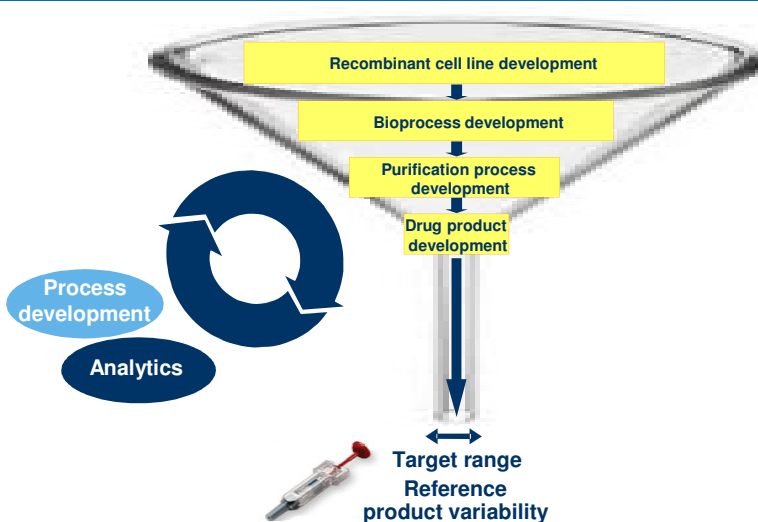 Recombinant cell line development
Bioprocess development
Purification process
development
Drug product
development
Process
development
Analytics
Target range
Reference
product variability